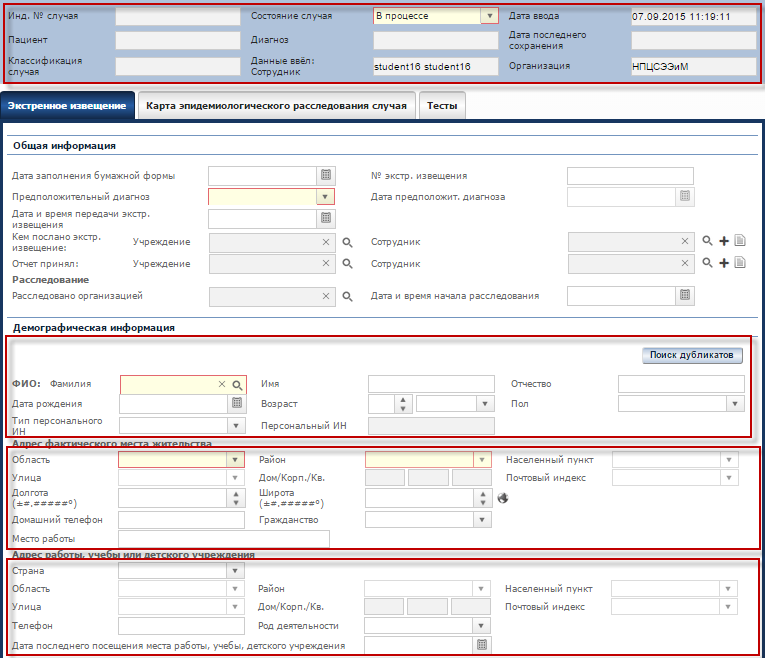 Инд. № случая Состояние случая В процессе Дата ввода 07.09.2015 11:19:11
Пациент Диагноз Дата последнего сохранения
Классификация случая Данные ввёл: Сотрудник student16 student16 Организация НПЦСЭЭиМ
Экстренное извещение Карта эпидемиологического расследования случая Тесты
Общая информация
Дата заполнения бумажной формы № экстр. извещения
Предположительный диагноз Дата предположит. диагноза
Дата и время передачи экстр. извещения
Кем послано экстр. извещение: Учреждение Сотрудник
Отчет принял: Учреждение Сотрудник
Расследование
Расследовано организацией Дата и время начала расследования
Демографическая информация
Поиск дубликатов
ФИО: Фамилия Имя Отчество
Дата рождения Возраст Пол
Тип персонального ИН Персональный ИН
Адрес фактического места жительства
Область Район Населенный пункт
Улица Дом/Корп./Кв. Почтовый индекс
Долгота (±#.#####º) Широта (±#.#####º)
Домашний телефон Гражданство
Место работы
Адрес работы, учебы или детского учреждения
Страна
Область Район Населенный пункт
Улица Дом/Корп./Кв. Почтовый индекс
Телефон Род деятельности
Дата последнего посещения места работы, учебы, детского учреждения